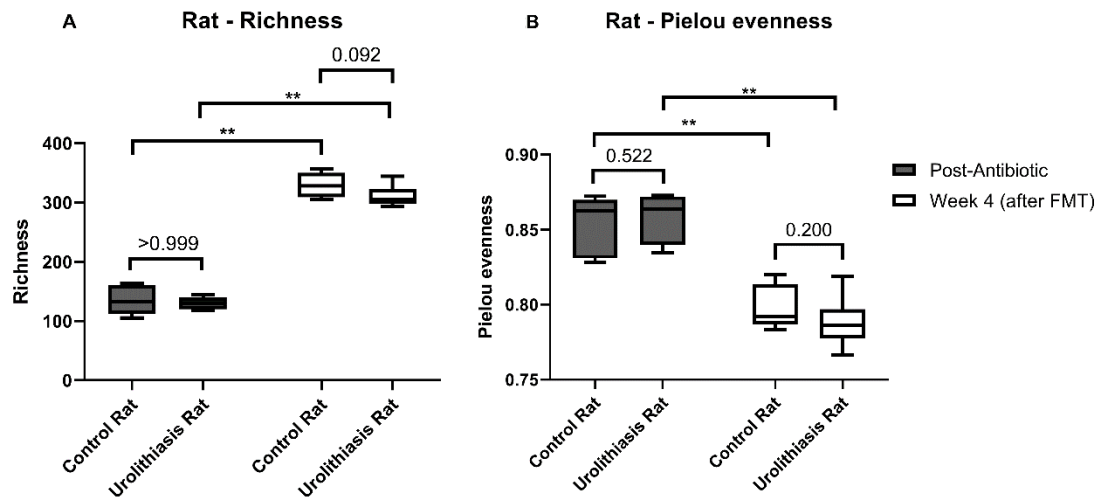 A
Rat - Richness
0.092
**
**
>0.999
400
300
200
100
0
Richness
Control Rat
Urolithiasis Rat
Control Rat
Urolithiasis Rat
B
Rat - Pielou evenness
**
**
0.522
0.200
0.90
0.85
0.80
0.75
Pielou evenness
Control Rat
Urolithiasis Rat
Control Rat
Urolithiasis Rat
Post-Antibiotic
Week 4 (after FMT)